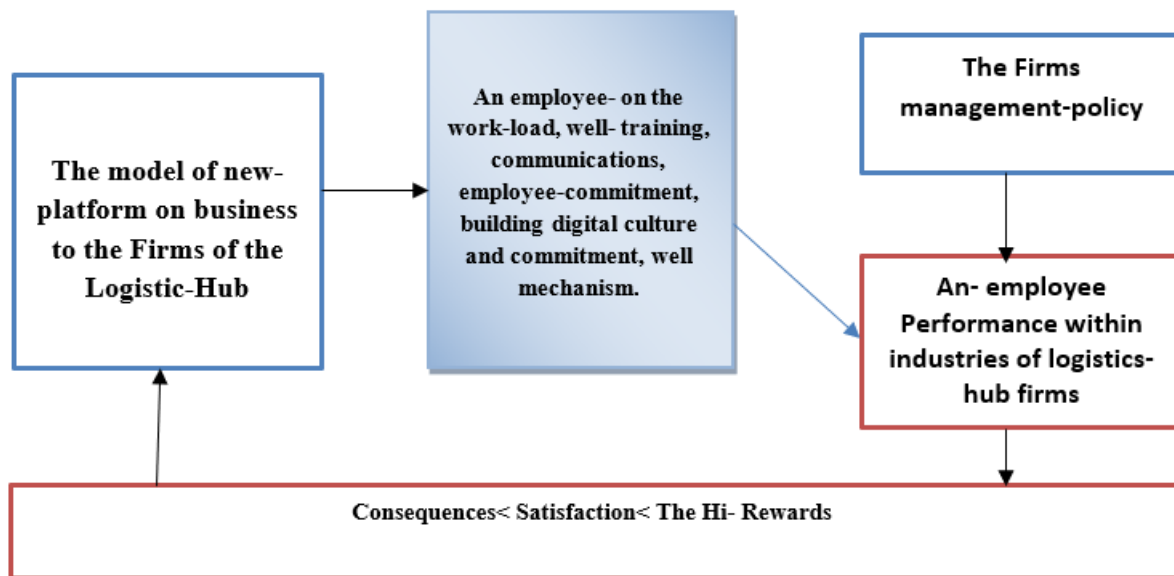 The model of new-
platform on business
to the Firms of the
Logistic-Hub
An employee- on the
work-load, well- training,
communications,
employee-commitment,
building digital culture
and commitment, well
mechanism.
The Firms
management-policy
An- employee
Performance within
industries of logistics-
hub firms
Consequences< Satisfaction< The Hi- Rewards